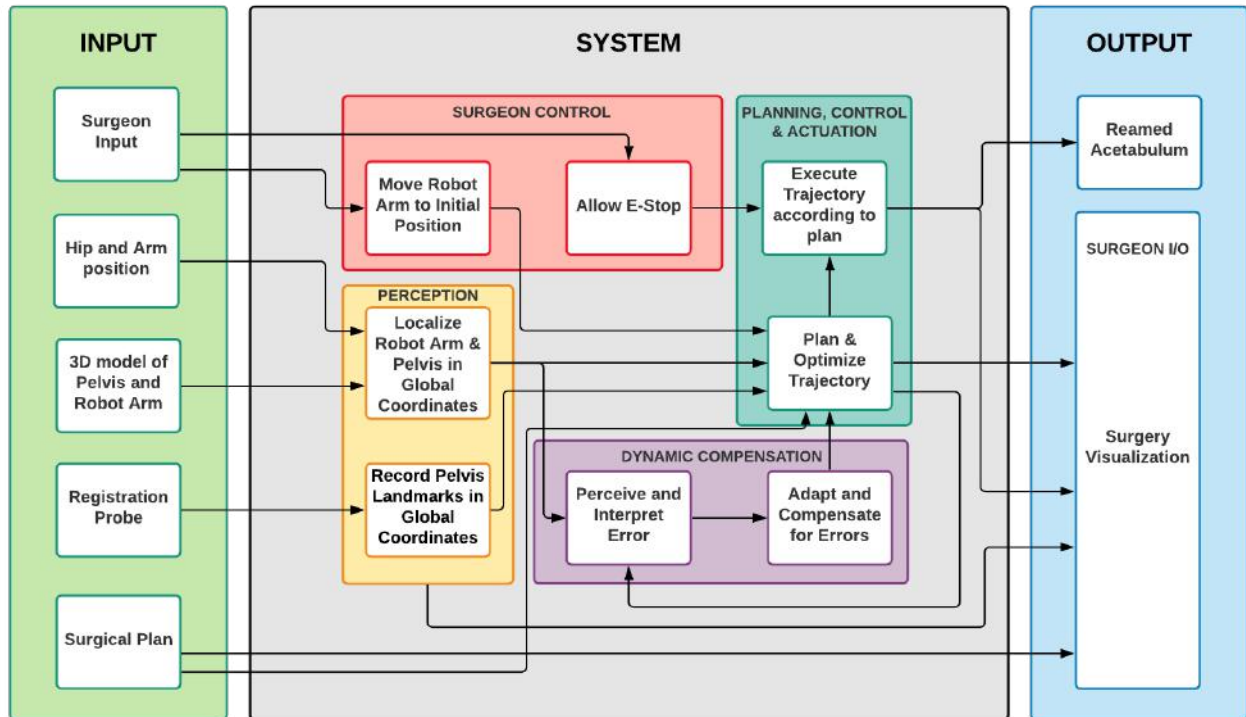 INPUT
Surgeon
Input
Hip and Arm
position
3D model of
Pelvis and
Robot Arm
Registration
Probe
Surgical Plan
SYSTEM
SURGEON CONTROL
Move Robot
Arm to Initial
Position
Allow E-Stop
PERCEPTION
Localize
Robot Arm &
Pelvis in
Global
Coordinates
Record Pelvis
Landmarks in
Global
Coordinates
PLANNING, CONTROL
& ACTUATION
Execute
Trajectory
according to
plan
Plan &
Optimize
Trajectory
DYNAMIC COMPENSATION
Perceive and
Interpret
Error
Adapt and
Compensate
for Errors
OUTPUT
Reamed
Acetabulum
SURGEON I/O
Surgery
Visualization